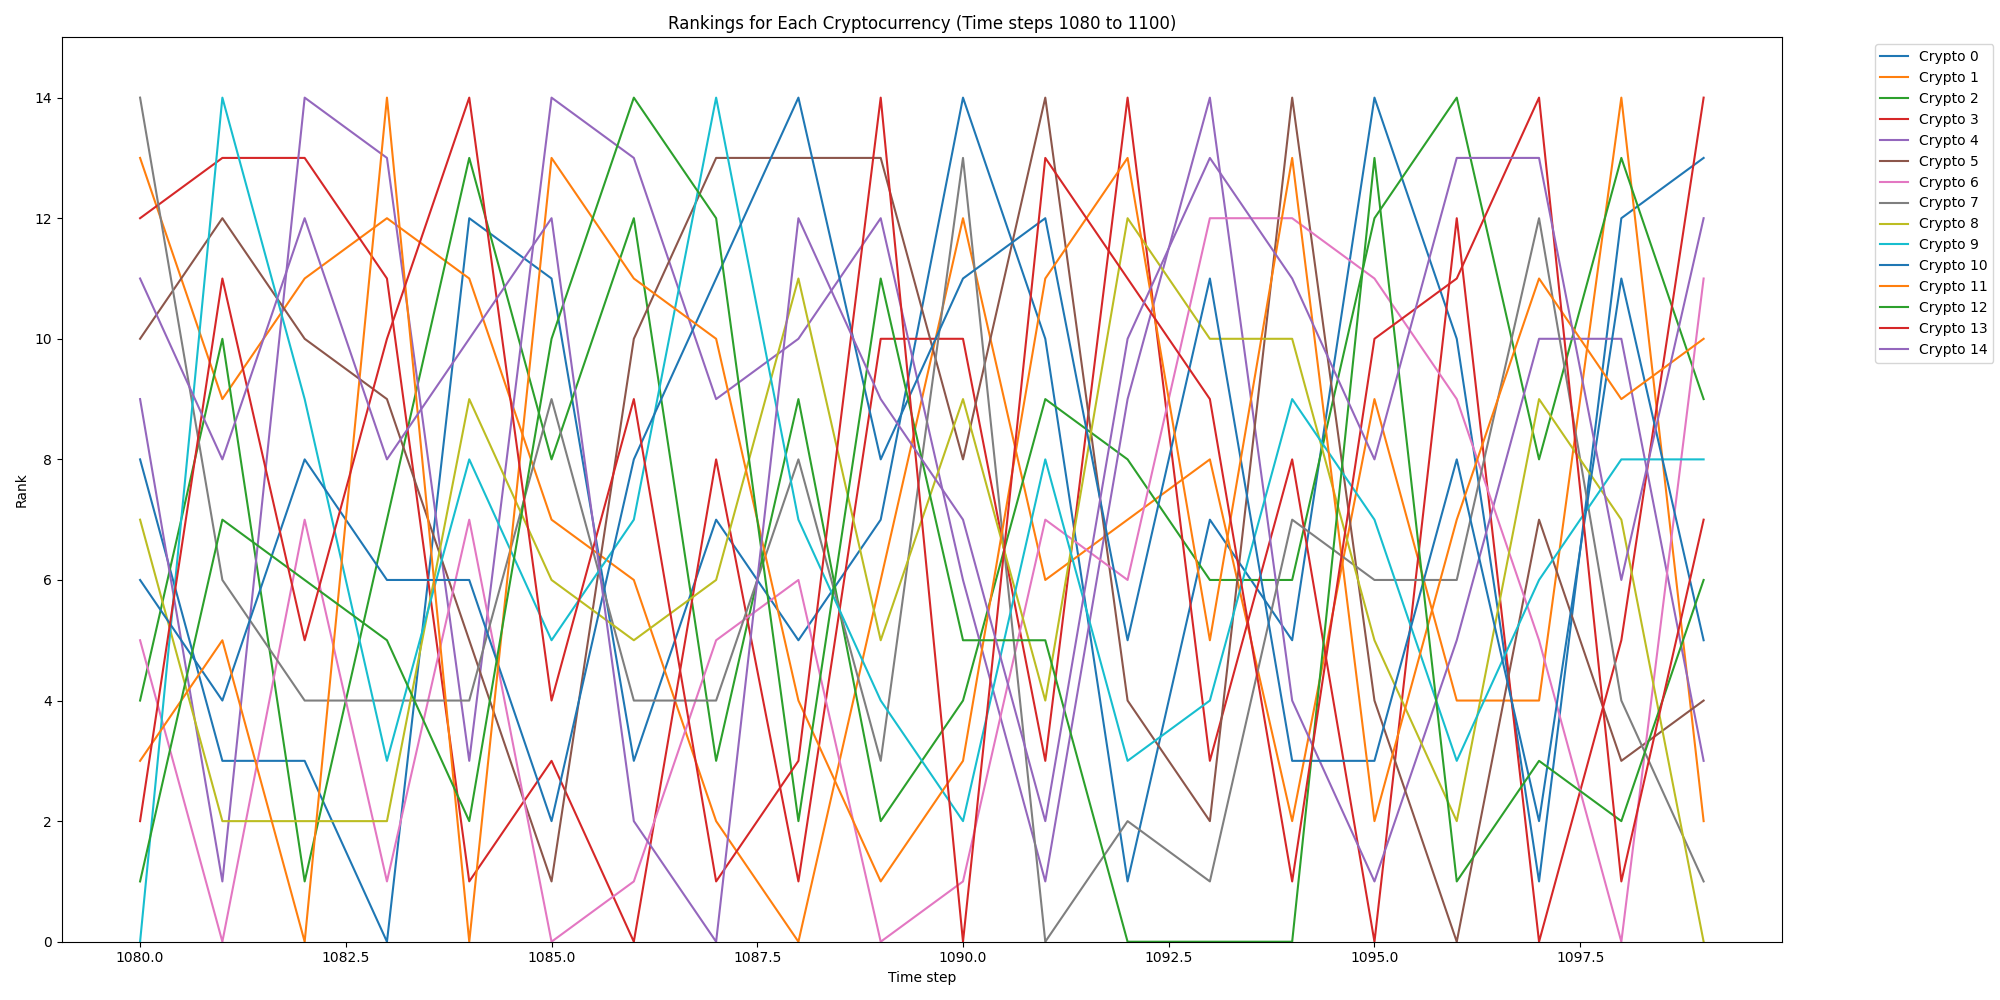 Rankings for Each Cryptocurrency (Time steps 1080 to 1100)
Rank
14
12
10
8
6
4
2
0
1080.0 1082.5 1085.0 1087.5 1090.0 1092.5 1095.0 1097.5
Time step
Crypto 0
Crypto 1
Crypto 2
Crypto 3
Crypto 4
Crypto 5
Crypto 6
Crypto 7
Crypto 8
Crypto 9
Crypto 10
Crypto 11
Crypto 12
Crypto 13
Crypto 14